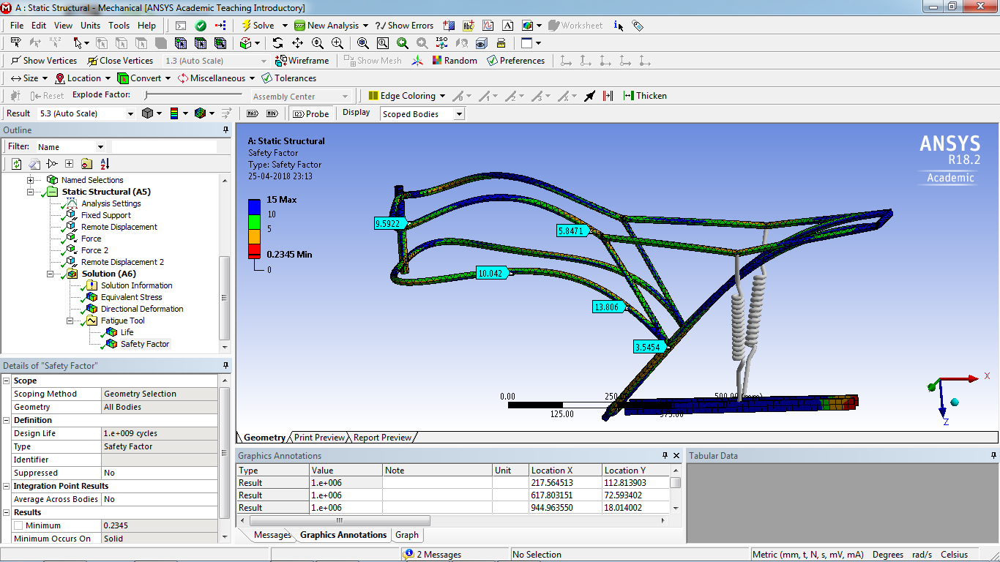 A : Static Structural - Mechanical [ANSYS Academic Teaching Introductory]
File Edit View Units Tools Help Solve New Analysis ?/ Show Errors Worksheet
Show Vertices Close Vertices 1.3 (Auto Scale) Wireframe Show Mesh Random Preferences
Size Location Convert Miscellaneous Tolerances
Reset Explode Factor: Assembly Center Edge Coloring Thicken
Result 5.3 (Auto Scale) MAX MIN Probe Display Scoped Bodies
Outline
Filter: Name
Named Selections
Static Structural (A5)
Analysis Settings
Fixed Support
Remote Displacement
Force
Force 2
Remote Displacement 2
Solution (A6)
Solution Information
Equivalent Stress
Directional Deformation
Fatigue Tool
Life
Safety Factor
Details of "Safety Factor"
Scope
Scoping Method Geometry Selection
Geometry All Bodies
Definition
Design Life 1.e+009 cycles
Type Safety Factor
Identifier
Suppressed No
Integration Point Results
Average Across Bodies No
Results
Minimum 0.2345
Minimum Occurs On Solid
A: Static Structural
Safety Factor
Type: Safety Factor
25-04-2018 23:13
15 Max
10
5
0.2345 Min
0
ANSYS
R18.2
Academic
9.5922
5.8471
10.042
13.806
3.5454
0.00
125.00
X
Z
Geometry Print Preview Report Preview
Graphics Annotations
Type Value Note Unit Location X Location Y
Result 1.e+006 217.564513 112.813903
Result 1.e+006 617.803151 72.593402
Result 1.e+006 944.963550 18.014002
Messages Graphics Annotations Graph
Tabular Data
2 Messages No Selection Metric (mm, t, N, s, mV, mA) Degrees rad/s Celsius